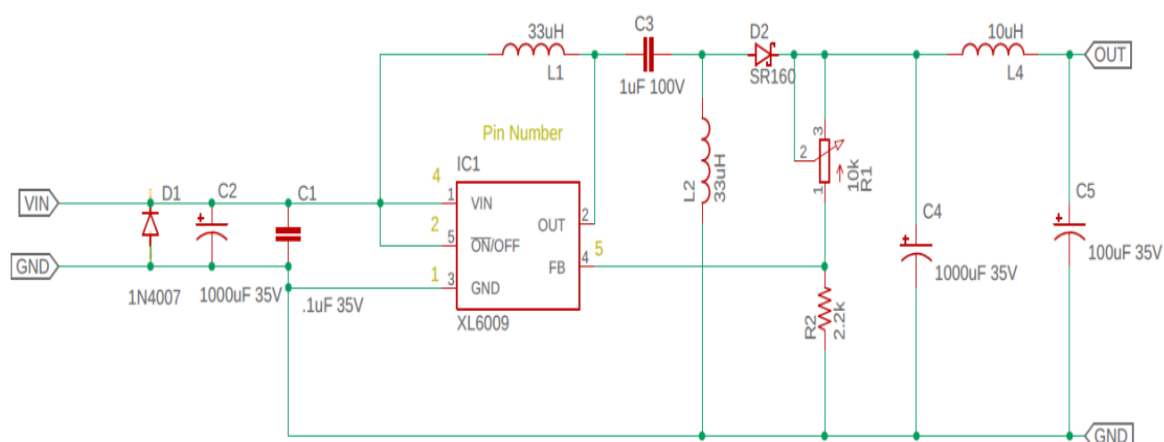 33uH
L1
C3
1uF 100V
D2
SR160
10uH
L4
OUT
Pin Number
IC1
4
2
1
5
XL6009
1
VIN
5
ON/OFF
3
GND
OUT
2
FB
4
L2
33uH
3
2
1
10k
R1
VIN
GND
D1
1N4007
C2
1000uF 35V
C1
.1uF 35V
R2
2.2k
C4
1000uF 35V
C5
100uF 35V
GND